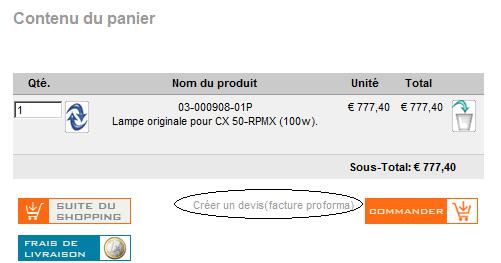 Contenu du panier
Qté. Nom du produit Unité Total
1 03-000908-01P € 777,40 € 777,40
Lampe originale pour CX 50-RPMX (100w).
Sous-Total: € 777,40
SUITE DU SHOPPING Créer un devis(facture proforma) COMMANDER
FRAIS DE LIVRAISON